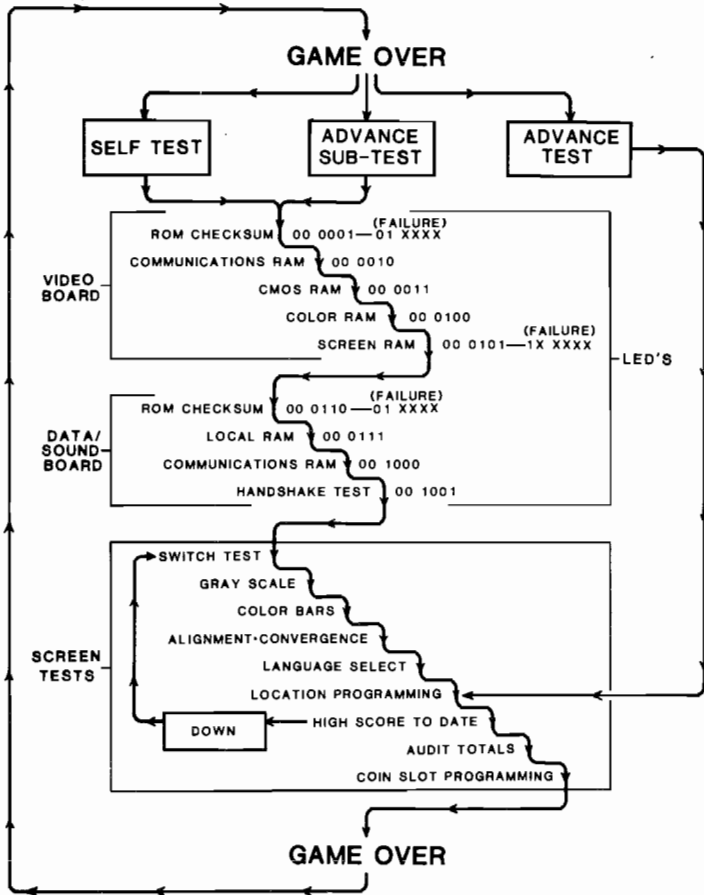 GAME OVER
SELF TEST
ADVANCE
SUB-TEST
ADVANCE
TEST
VIDEO
BOARD
(FAILURE)
ROM CHECKSUM 00 0001—01 XXXX
COMMUNICATIONS RAM 00 0010
CMOS RAM 00 0011
COLOR RAM 00 0100
(FAILURE)
SCREEN RAM 00 0101—1X XXXX
LED'S
DATA/
SOUND
BOARD
(FAILURE)
ROM CHECKSUM 00 0110—01 XXXX
LOCAL RAM 00 0111
COMMUNICATIONS RAM 00 1000
HANDSHAKE TEST 00 1001
SCREEN
TESTS
SWITCH TEST
GRAY SCALE
COLOR BARS
ALIGNMENT·CONVERGENCE
LANGUAGE SELECT
LOCATION PROGRAMMING
DOWN
HIGH SCORE TO DATE
AUDIT TOTALS
COIN SLOT PROGRAMMING
GAME OVER